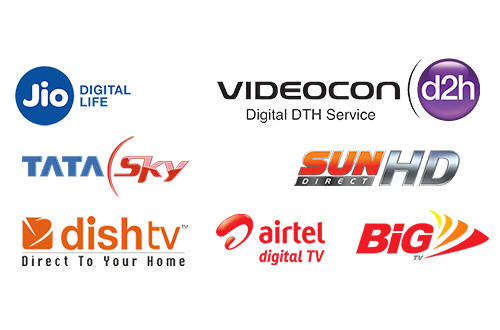 Jio DIGITAL
LIFE
VIDEOCON d2h
Digital DTH Service
TATA Sky
SUN HD
DIRECT
dishtv™
Direct To Your Home
airtel
digital TV
BiG
TV